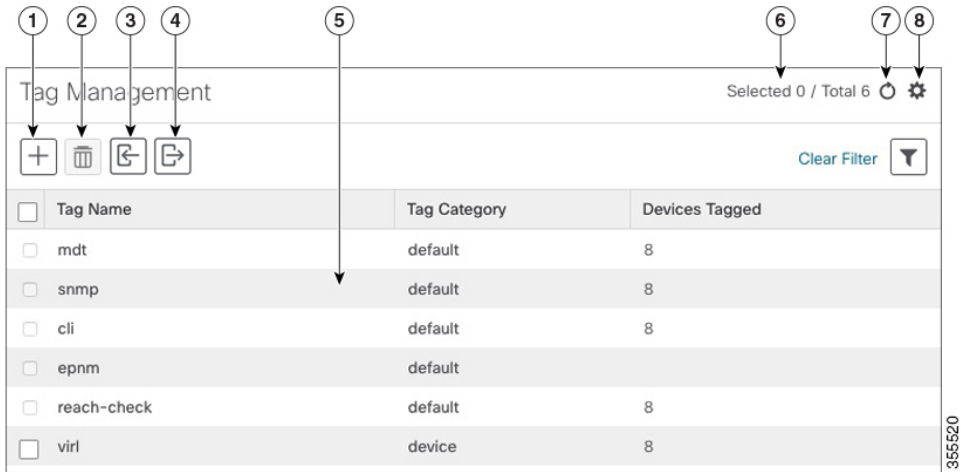 1 2 3 4 5 6 7 8
Tag Management Selected 0 / Total 6
Clear Filter
Tag Name Tag Category Devices Tagged
mdt default 8
snmp default 8
cli default 8
epnm default
reach-check default 8
virl device 8
355520